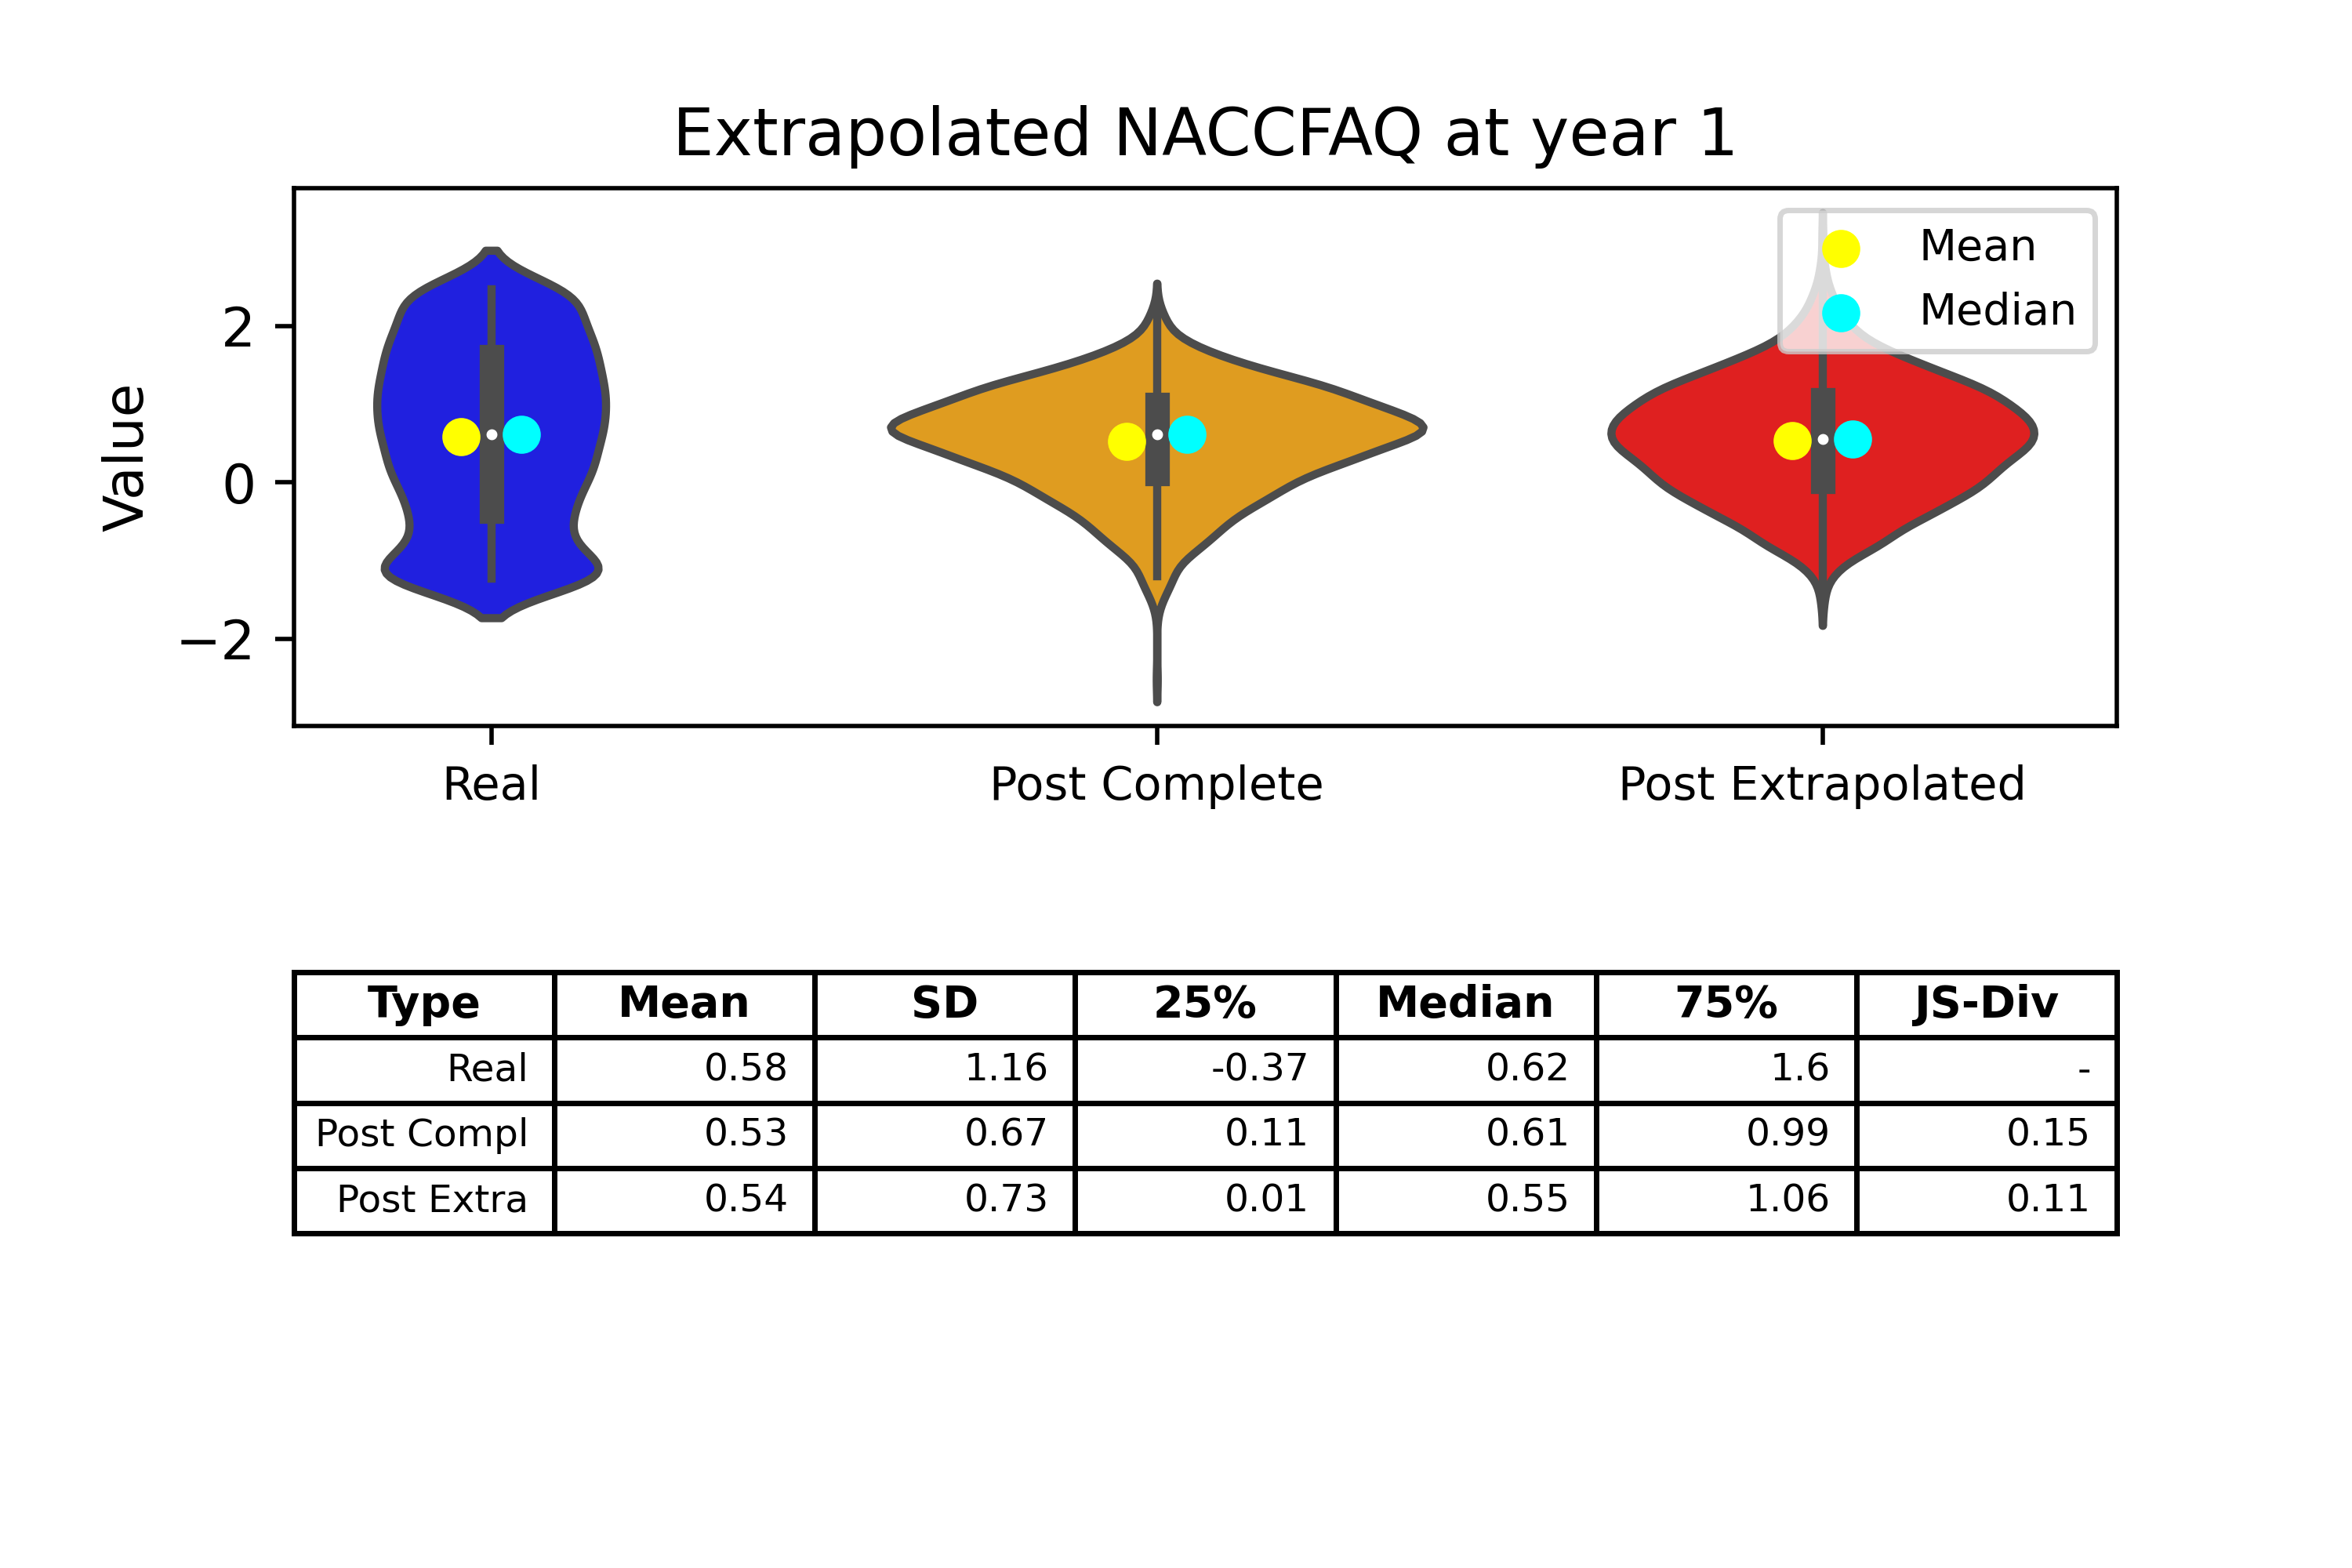 Extrapolated NACCFAQ at year 1
Mean
Median
Value
2
0
−2
Real Post Complete Post Extrapolated
Type Mean SD 25% Median 75% JS-Div
Real 0.58 1.16 -0.37 0.62 1.6 -
Post Compl 0.53 0.67 0.11 0.61 0.99 0.15
Post Extra 0.54 0.73 0.01 0.55 1.06 0.11